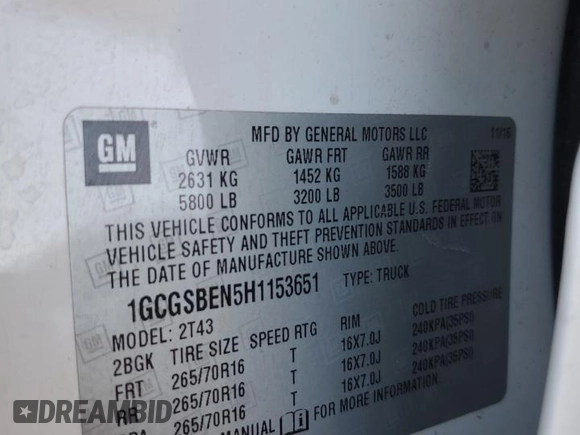 GM
MFD BY GENERAL MOTORS LLC 11/16
GVWR GAWR FRT GAWR RR
2631 KG 1452 KG 1588 KG
5800 LB 3200 LB 3500 LB
THIS VEHICLE CONFORMS TO ALL APPLICABLE U.S. FEDERAL MOTOR
VEHICLE SAFETY AND THEFT PREVENTION STANDARDS IN EFFECT ON
THE DATE OF MANUFACTURE SHOWN ABOVE.
1GCGSBEN5H1153651 TYPE: TRUCK
MODEL: 2T43
2BGK TIRE SIZE SPEED RTG RIM COLD TIRE PRESSURE
FRT 265/70R16 T 16X7.0J 240KPA(35PSI)
RR 265/70R16 T 16X7.0J 240KPA(35PSI)
265/70R16 T 16X7.0J 240KPA(35PSI)
MANUAL FOR MORE INFORMATION.
DREAMBID